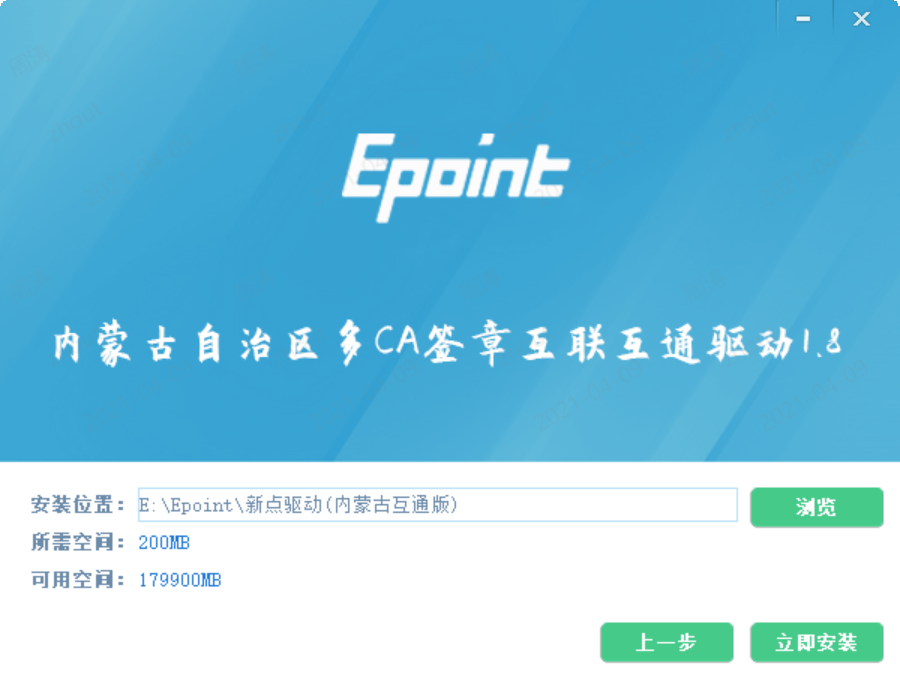 Epoint
内蒙古自治区多CA签章互联互通驱动1.8
安装位置： E:\Epoint\新点驱动(内蒙古互通版) 浏览
所需空间： 200MB
可用空间： 179900MB
上一步 立即安装